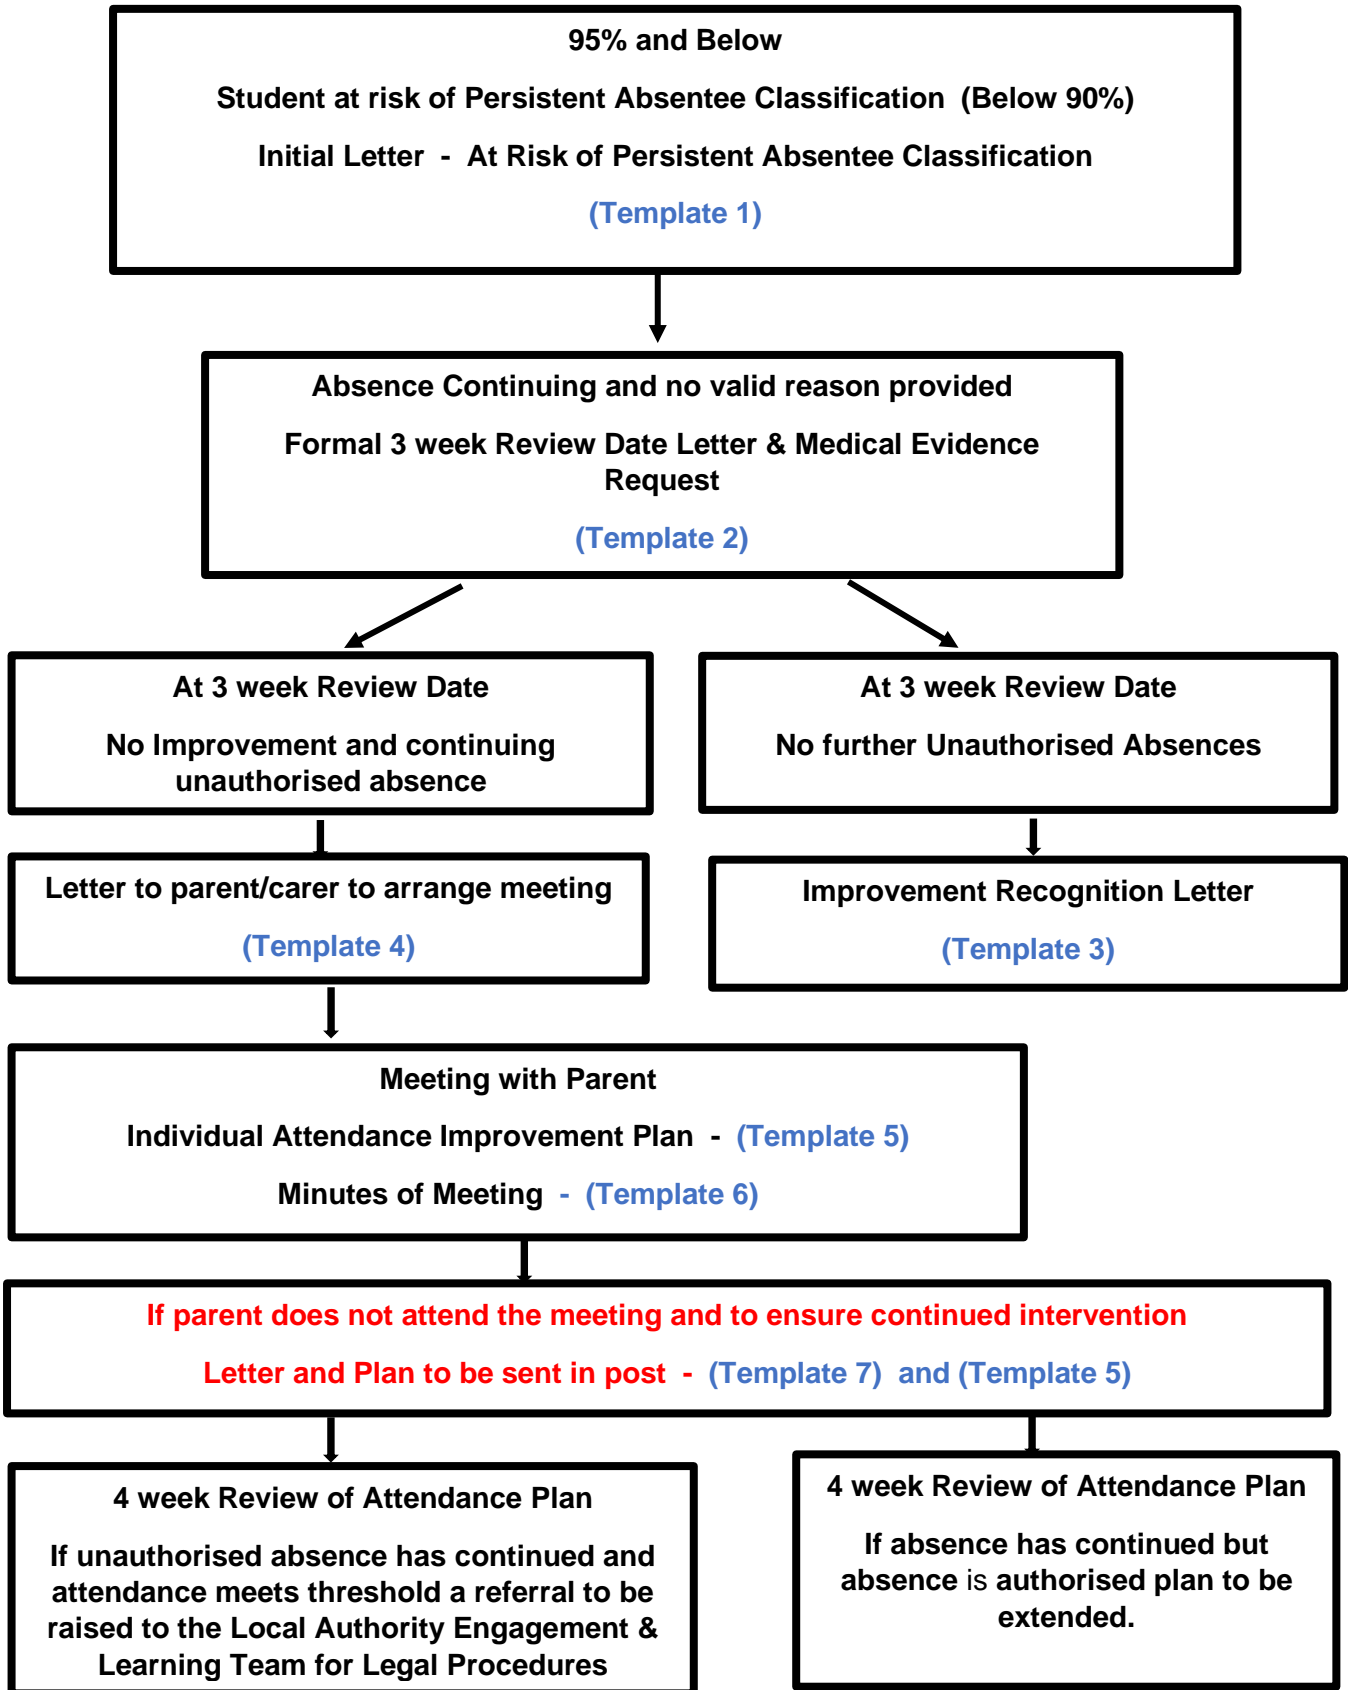 95% and Below
Student at risk of Persistent Absentee Classification (Below 90%)
Initial Letter - At Risk of Persistent Absentee Classification
(Template 1)
Absence Continuing and no valid reason provided
Formal 3 week Review Date Letter & Medical Evidence
Request
(Template 2)
At 3 week Review Date
No Improvement and continuing
unauthorised absence
At 3 week Review Date
No further Unauthorised Absences
Letter to parent/carer to arrange meeting
(Template 4)
Improvement Recognition Letter
(Template 3)
Meeting with Parent
Individual Attendance Improvement Plan - (Template 5)
Minutes of Meeting - (Template 6)
If parent does not attend the meeting and to ensure continued intervention
Letter and Plan to be sent in post - (Template 7) and (Template 5)
4 week Review of Attendance Plan
If unauthorised absence has continued and
attendance meets threshold a referral to be
raised to the Local Authority Engagement &
Learning Team for Legal Procedures
4 week Review of Attendance Plan
If absence has continued but
absence is authorised plan to be
extended.